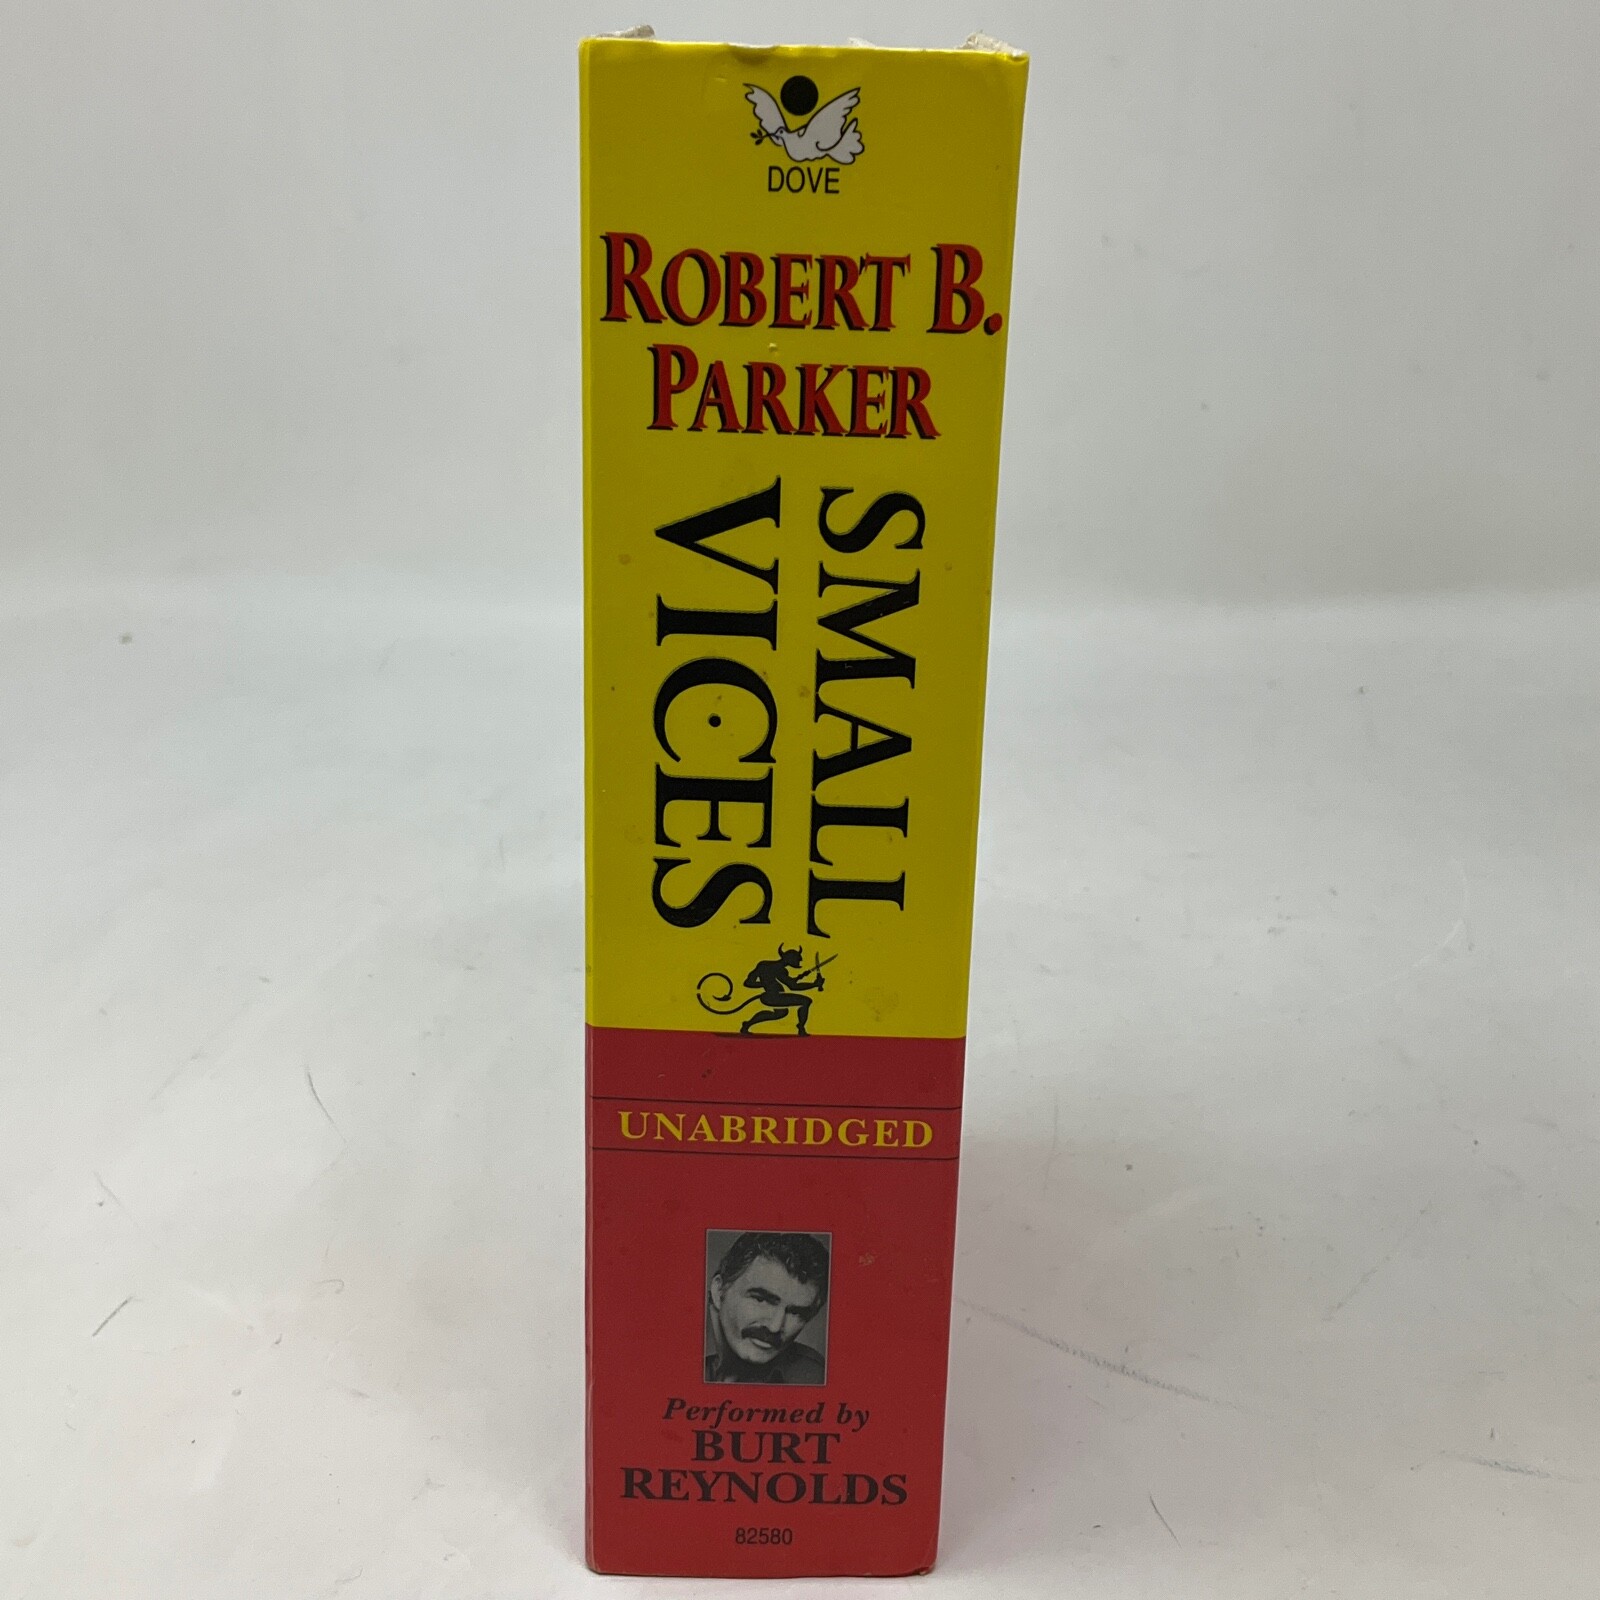 DOVE
ROBERT B.
PARKER
SMALL
VICES
UNABRIDGED
Performed by
BURT
REYNOLDS
82580